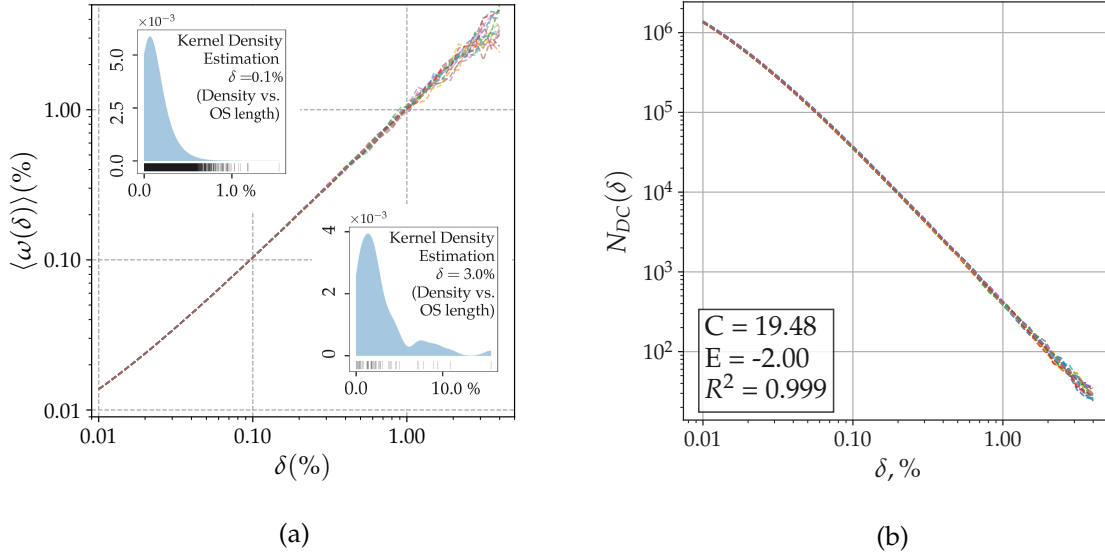 ×10⁻³
5.0
2.5
0.0
Kernel Density
Estimation
δ =0.1%
(Density vs.
OS length)
0.0
1.0 %
×10⁻³
4
2
0
Kernel Density
Estimation
δ = 3.0%
(Density vs.
OS length)
0.0
10.0 %
⟨ω(δ)⟩(%)
1.00
0.10
0.01
0.01
0.10
1.00
δ(%)
(a)
N_DC(δ)
10⁶
10⁵
10⁴
10³
10²
C = 19.48
E = -2.00
R² = 0.999
0.01
0.10
1.00
δ, %
(b)